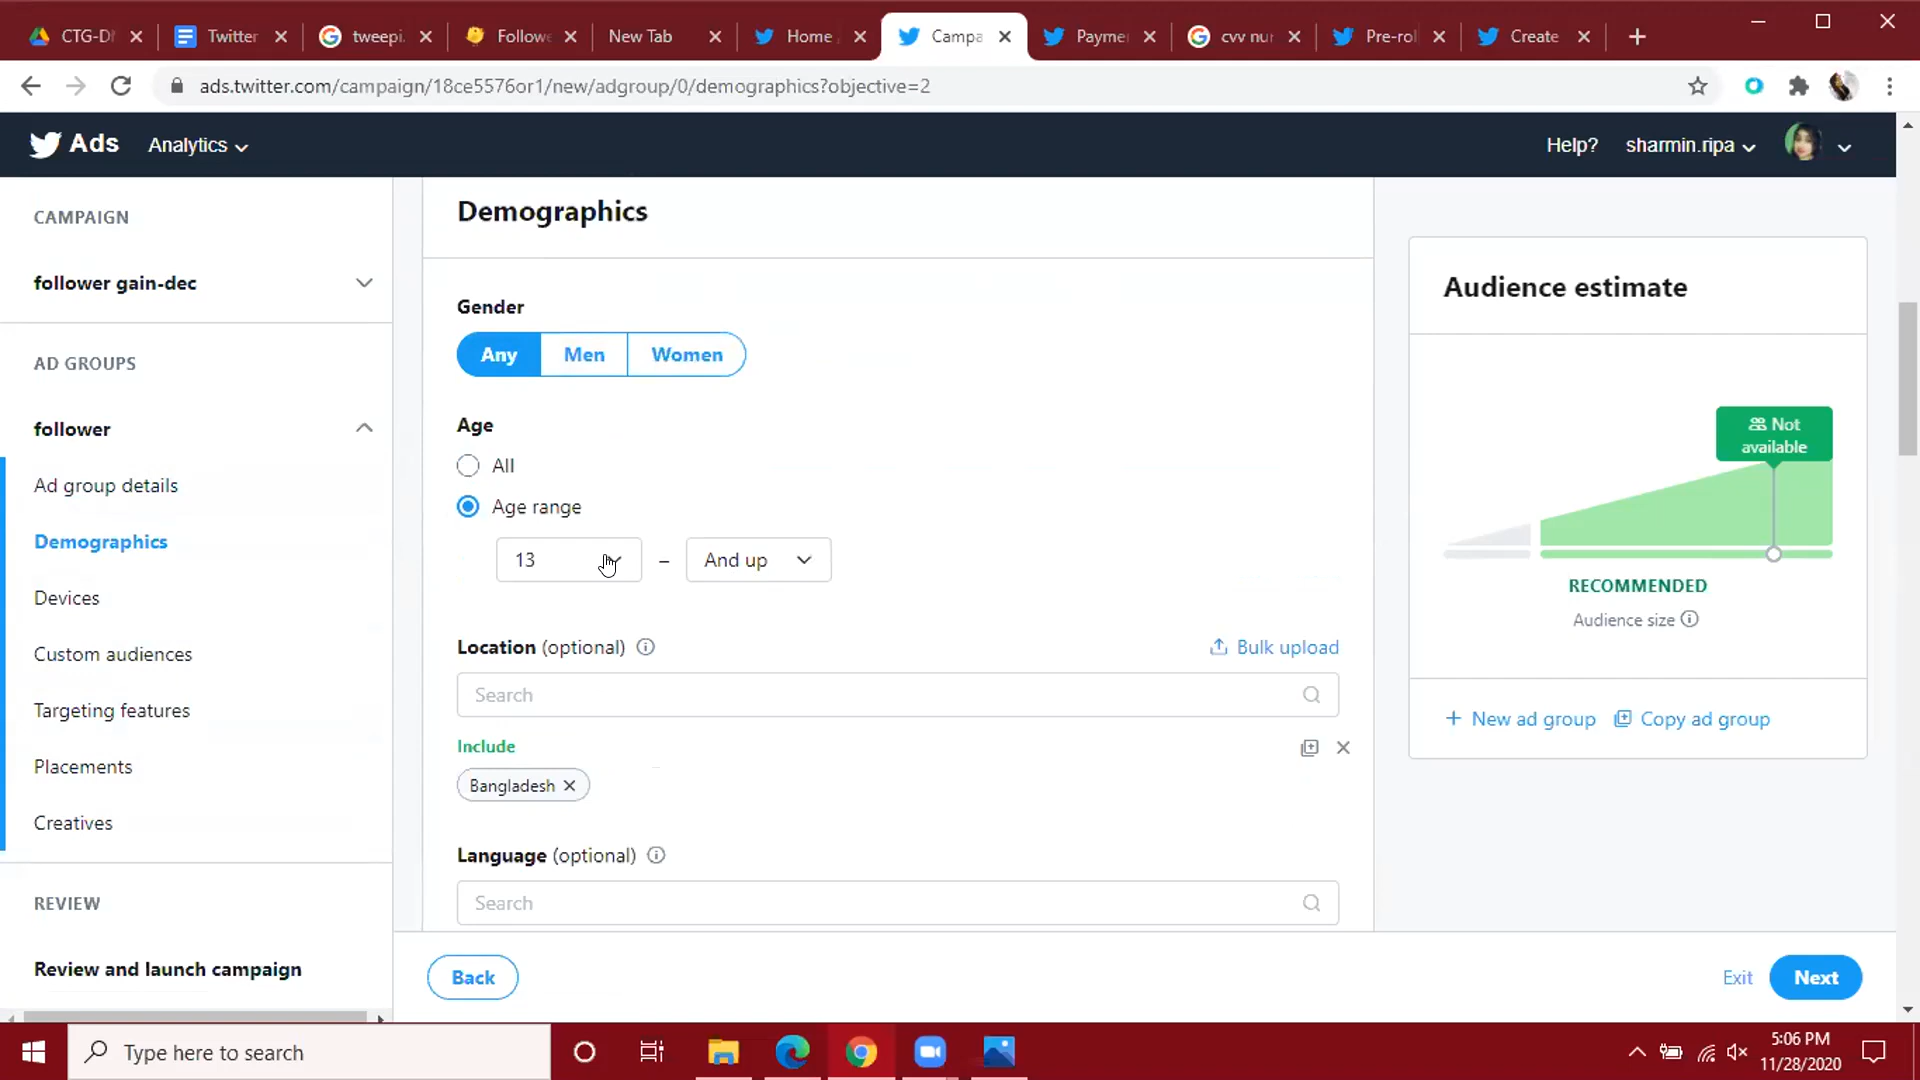 CTG-DM
Twitter
tweepi.
Followe
New Tab
Home
Campa
Paymen
cvv nur
Pre-rol
Create
ads.twitter.com/campaign/18ce5576or1/new/adgroup/0/demographics?objective=2
Ads
Analytics
Help?
sharmin.ripa
CAMPAIGN
follower gain-dec
AD GROUPS
follower
Ad group details
Demographics
Devices
Custom audiences
Targeting features
Placements
Creatives
REVIEW
Review and launch campaign
Demographics
Gender
Any
Men
Women
Age
All
Age range
13
–
And up
Location (optional)
Bulk upload
Search
Include
Bangladesh
Language (optional)
Search
Back
Exit
Next
Audience estimate
Not
available
RECOMMENDED
Audience size
New ad group
Copy ad group
Type here to search
5:06 PM
11/28/2020